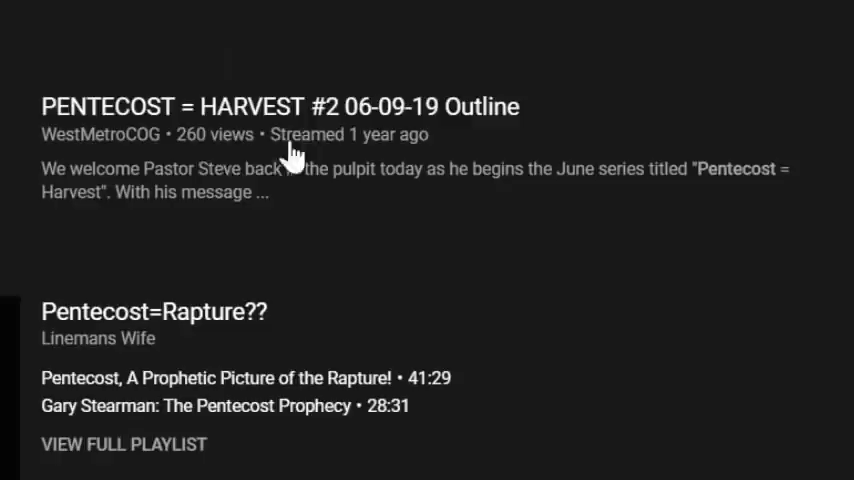 PENTECOST = HARVEST #2 06-09-19 Outline
WestMetroCOG • 260 views • Streamed 1 year ago
We welcome Pastor Steve back the pulpit today as he begins the June series titled "Pentecost =
Harvest". With his message ...
Pentecost=Rapture??
Linemans Wife
Pentecost, A Prophetic Picture of the Rapture! • 41:29
Gary Stearman: The Pentecost Prophecy • 28:31
VIEW FULL PLAYLIST